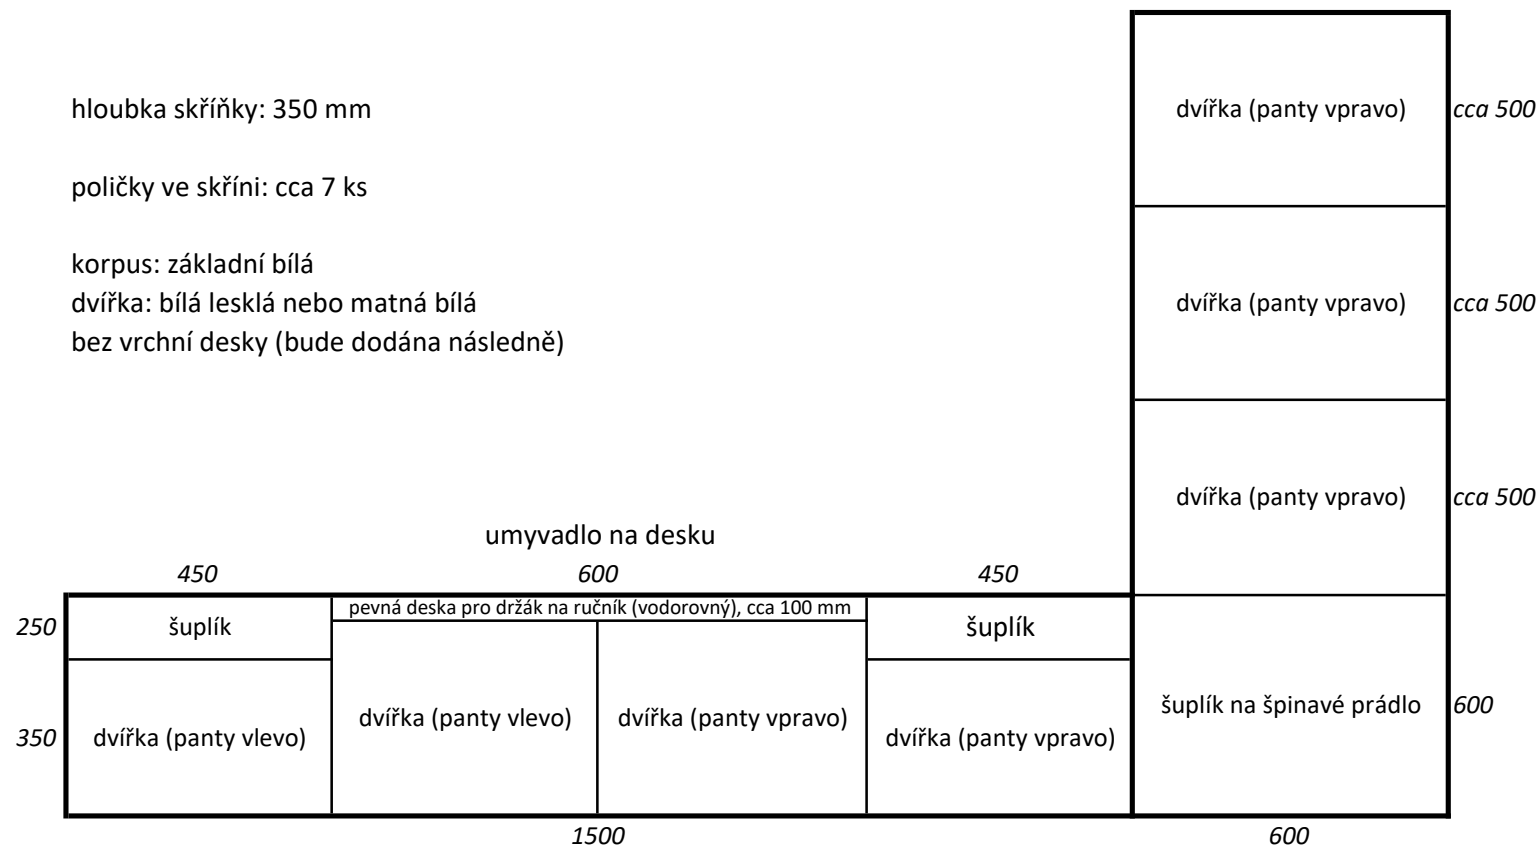 dvířka (panty vpravo)
cca 500
hloubka skříňky: 350 mm
poličky ve skříni: cca 7 ks
korpus: základní bílá
dvířka: bílá lesklá nebo matná bílá
bez vrchní desky (bude dodána následně)
dvířka (panty vpravo)
cca 500
dvířka (panty vpravo)
cca 500
umyvadlo na desku
450
600
450
250
šuplík
pevná deska pro držák na ručník (vodorovný), cca 100 mm
šuplík
350
dvířka (panty vlevo)
dvířka (panty vlevo)
dvířka (panty vpravo)
dvířka (panty vpravo)
šuplík na špinavé prádlo
600
1500
600